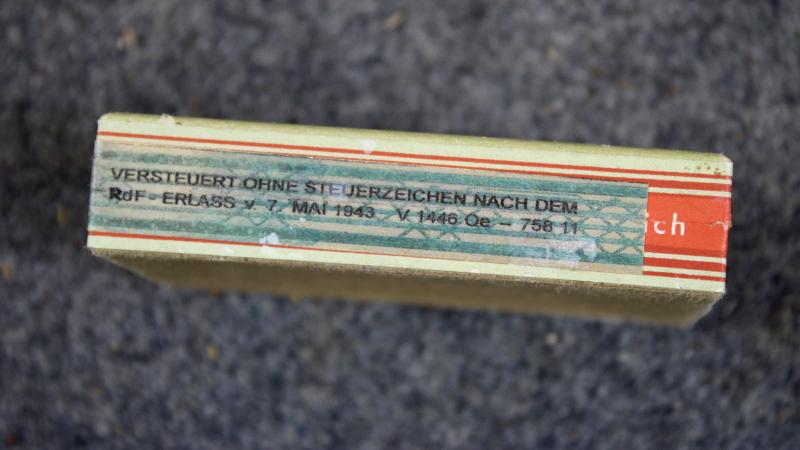 VERSTEUERT OHNE STEUERZEICHEN NACH DEM
RdF - ERLASS v. 7. MAI 1943 V 1446 Oe – 758 II
ich